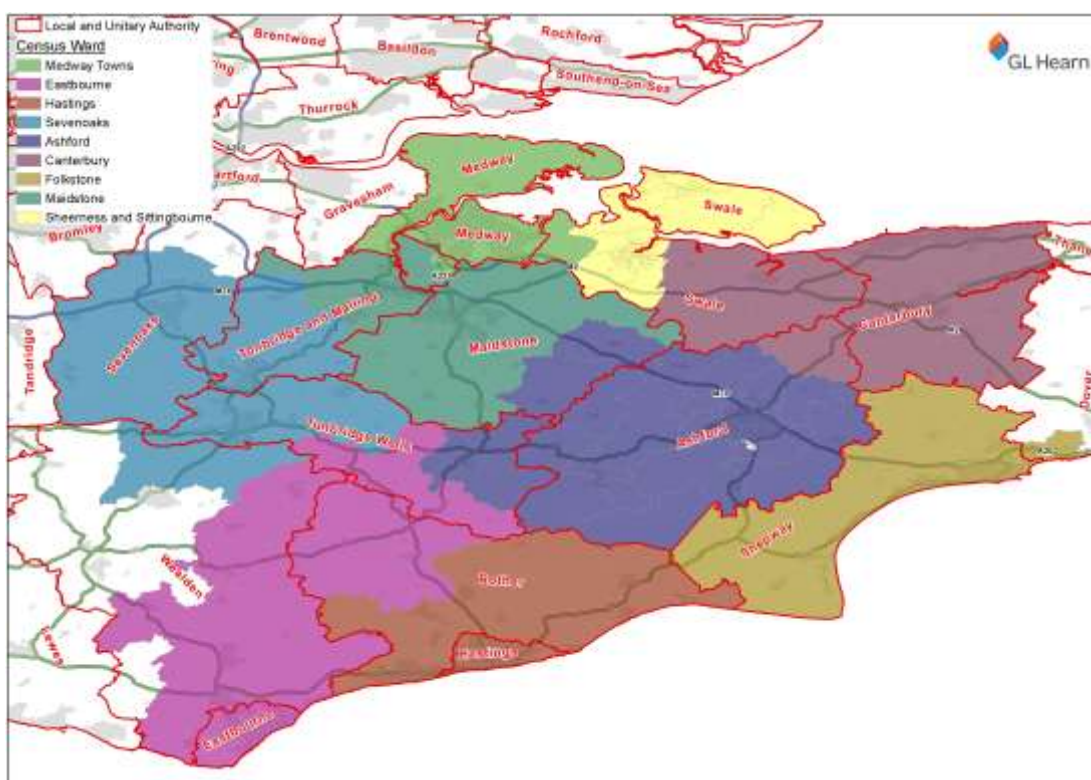 Local and Unitary Authority
Census Ward
Medway Towns
Eastbourne
Hastings
Sevenoaks
Ashford
Canterbury
Folkstone
Maidstone
Sheerness and Sittingbourne
GL Hearn
Brentwood
Basildon
Rochford
Southend-on-Sea
Thurrock
Gravesham
Bromley
Medway
Medway
Swale
Swale
Canterbury
Tandridge
Sevenoaks
Tonbridge and Malling
Maidstone
Tunbridge Wells
Ashford
Shepway
Wealden
Rother
Hastings
Lewes
Eastbourne